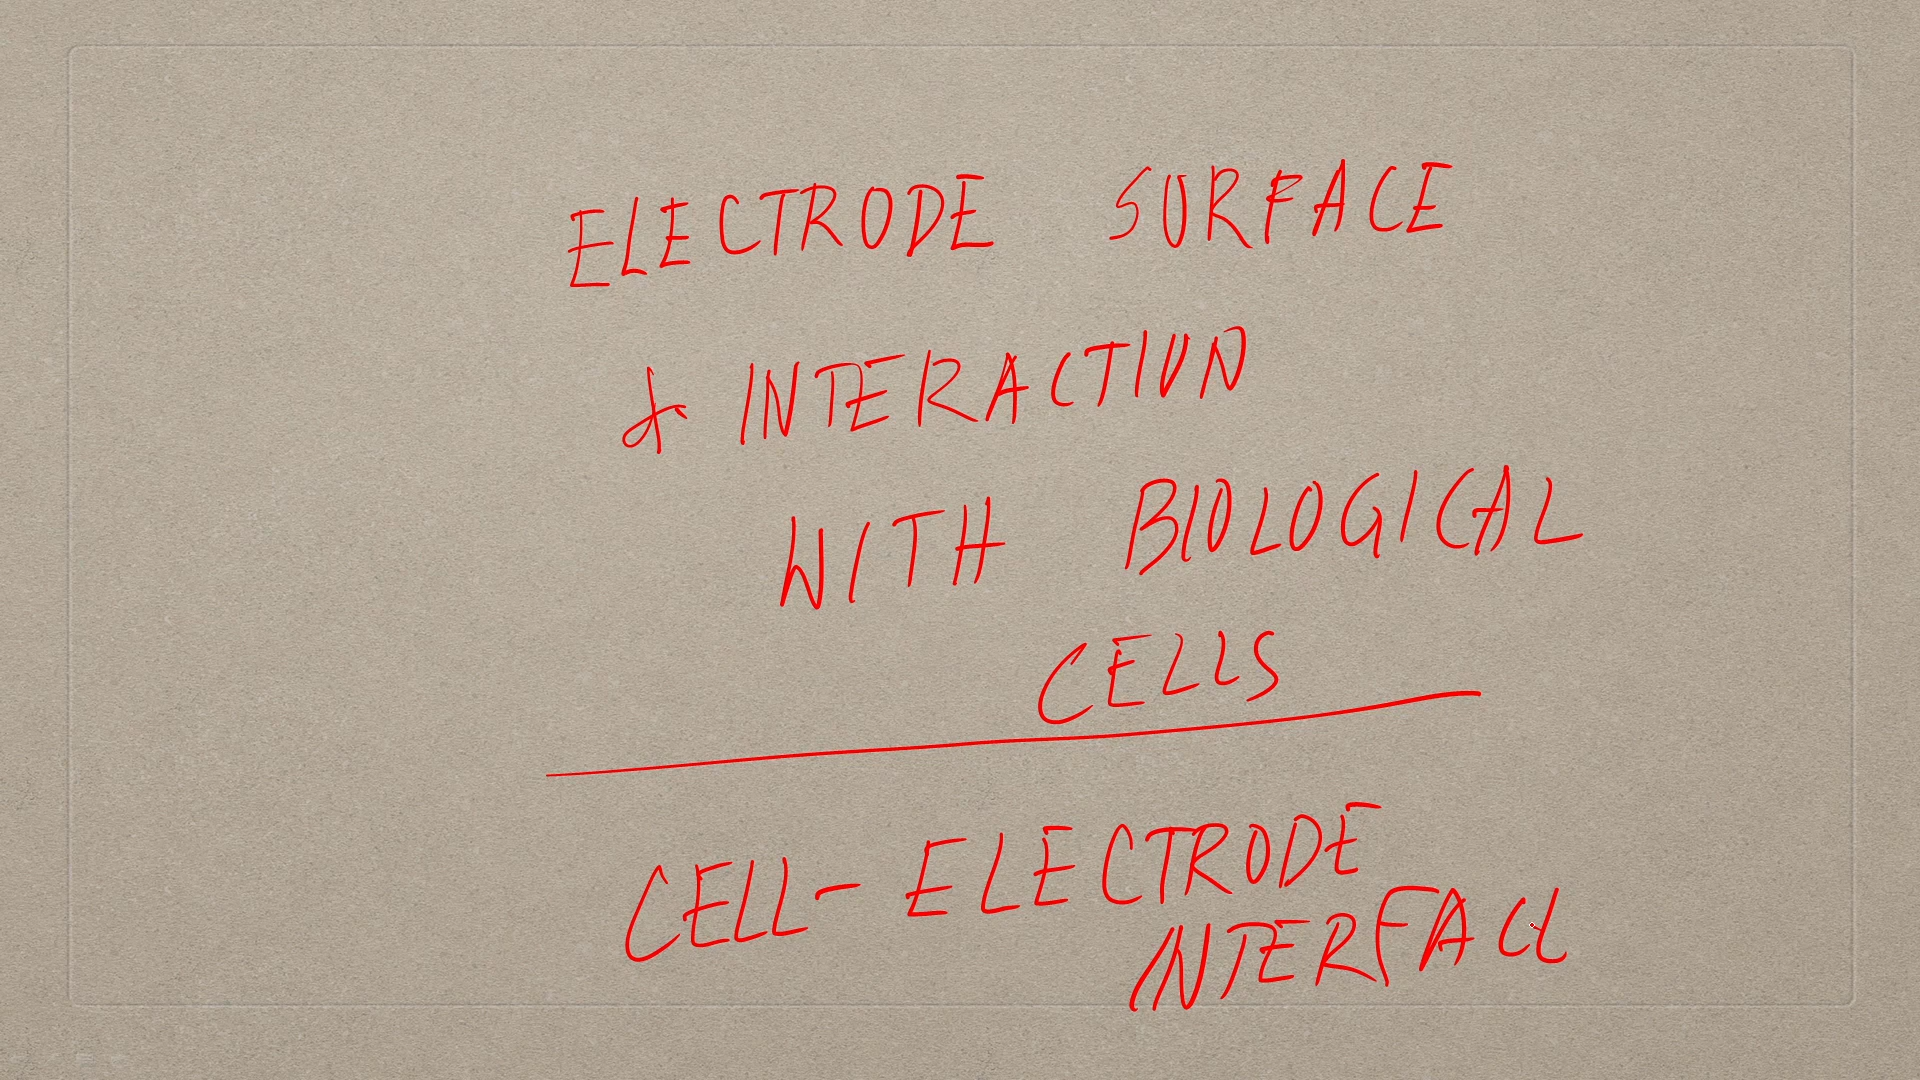 ELECTRODE SURFACE
& INTERACTION
WITH BIOLOGICAL
CELLS
CELL-ELECTRODE
INTERFACE